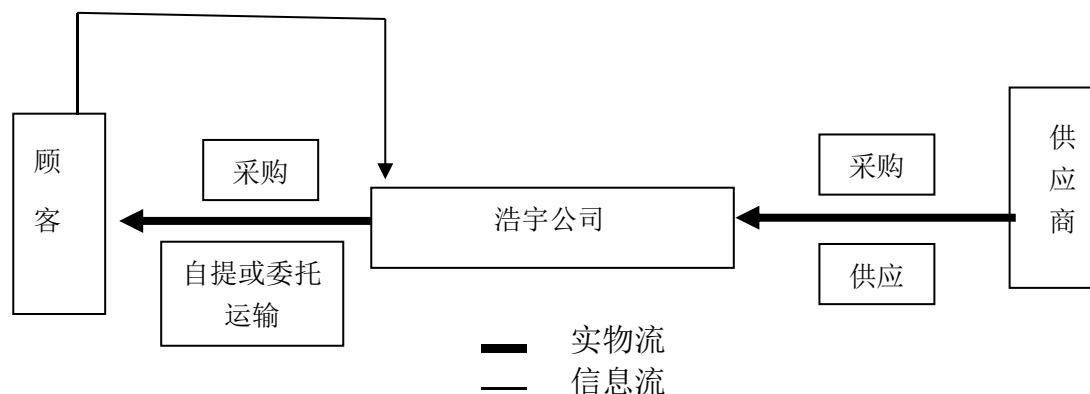 顾
客
采购
自提或委托
运输
浩宇公司
采购
供应
供
应
商
实物流
信息流